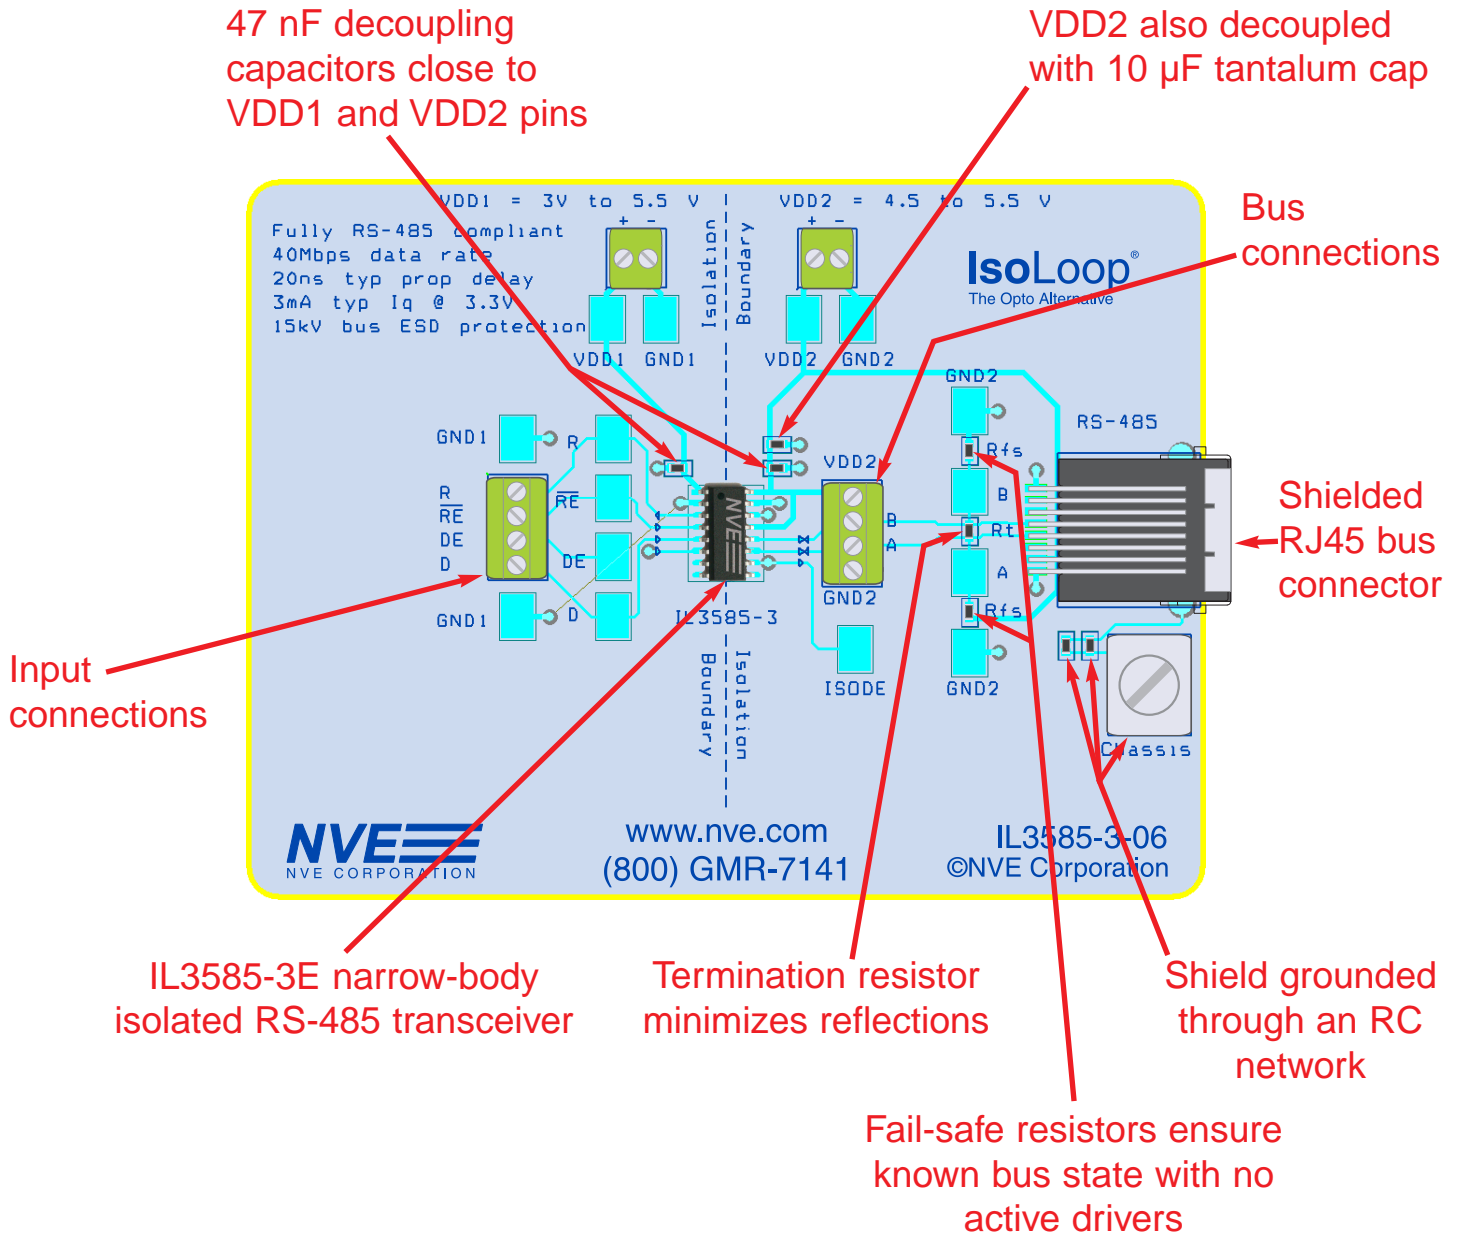 47 nF decoupling
capacitors close to
VDD1 and VDD2 pins
VDD2 also decoupled
with 10 µF tantalum cap
Bus
connections
VDD1 = 3V to 5.5 V
VDD2 = 4.5 to 5.5 V
Fully RS-485 compliant
40Mbps data rate
20ns typ prop delay
3mA typ Iq @ 3.3V
15kV bus ESD protection
+ -
+ -
Isolation
Boundary
IsoLoop®
The Opto Alternative
VDD1 GND1
VDD2 GND2
GND2
RS-485
GND1
R
Rfs
VDD2
R
RE
DE
D
RE
DE
D
B
A
B
Rt
A
Rfs
GND2
GND1
IL3585-3
Shielded
RJ45 bus
connector
Input
connections
Isolation
Boundary
ISODE
GND2
Chassis
NVE
NVE
NVE CORPORATION
www.nve.com
(800) GMR-7141
IL3585-3-06
©NVE Corporation
IL3585-3E narrow-body
isolated RS-485 transceiver
Termination resistor
minimizes reflections
Shield grounded
through an RC
network
Fail-safe resistors ensure
known bus state with no
active drivers